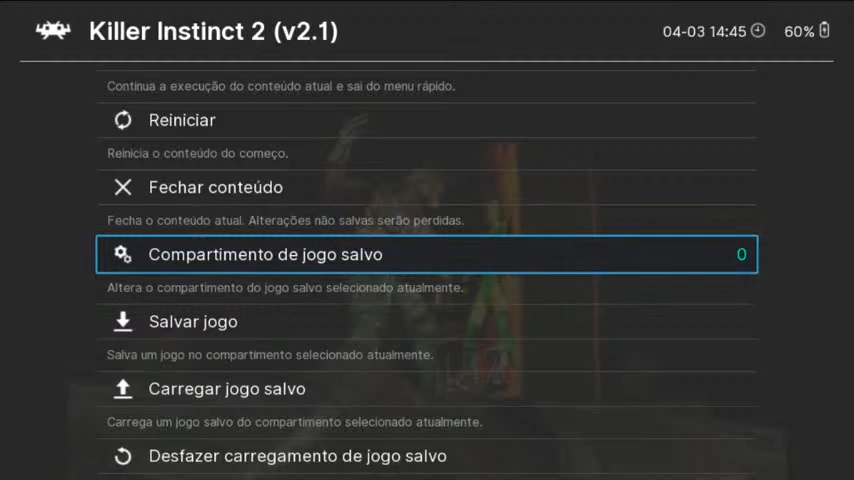 Killer Instinct 2 (v2.1)
04-03 14:45
60%
Continua a execução do conteúdo atual e sai do menu rápido.
Reiniciar
Reinicia o conteúdo do começo.
Fechar conteúdo
Fecha o conteúdo atual. Alterações não salvas serão perdidas.
Compartimento de jogo salvo 0
Altera o compartimento do jogo salvo selecionado atualmente.
Salvar jogo
Salva um jogo no compartimento selecionado atualmente.
Carregar jogo salvo
Carrega um jogo salvo do compartimento selecionado atualmente.
Desfazer carregamento de jogo salvo